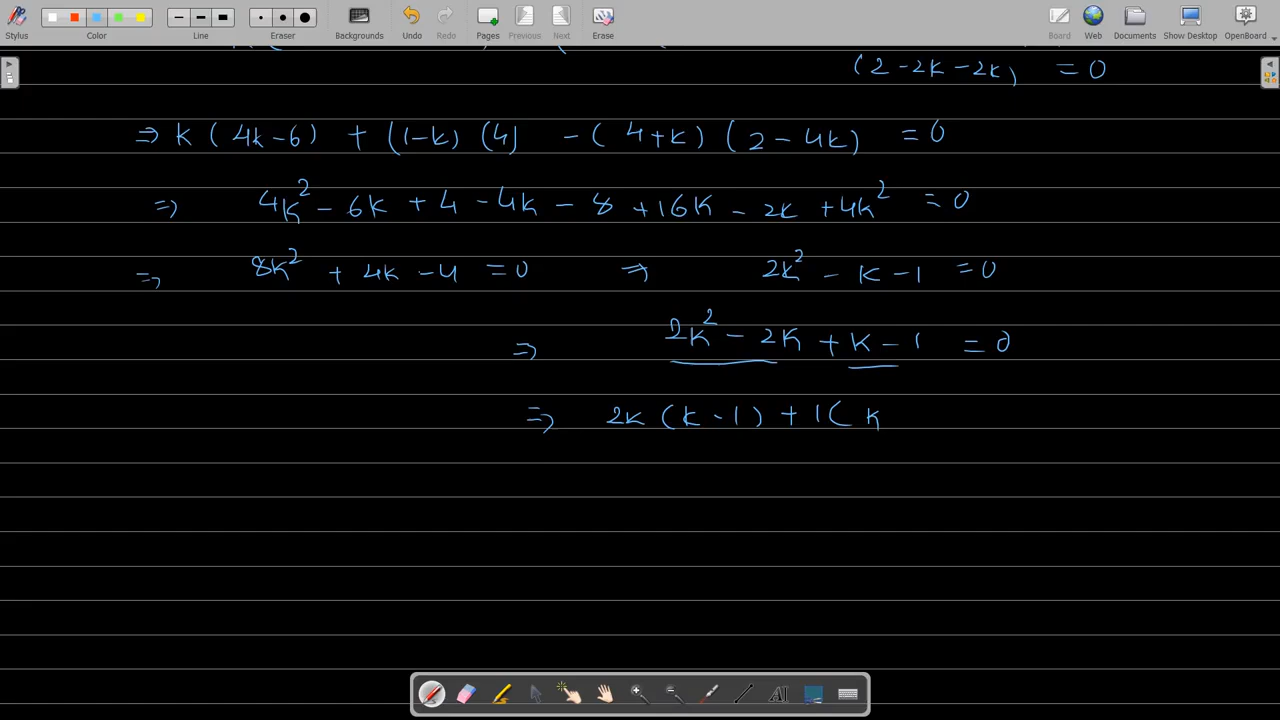 Stylus Color Line Eraser Backgrounds Undo Redo Pages Previous Next Erase Board Web Documents Show Desktop OpenBoard
(2-2k-2k) = 0
⇒ k(4k-6) + (1-k)(4) - (4+k)(2-4k) = 0
⇒ 4k² - 6k + 4 - 4k - 8 + 16k - 2k + 4k² = 0
⇒ 8k² + 4k - 4 = 0 ⇒ 2k² - k - 1 = 0
⇒ 2k² - 2k + k - 1 = 0
⇒ 2k(k-1) + 1(k